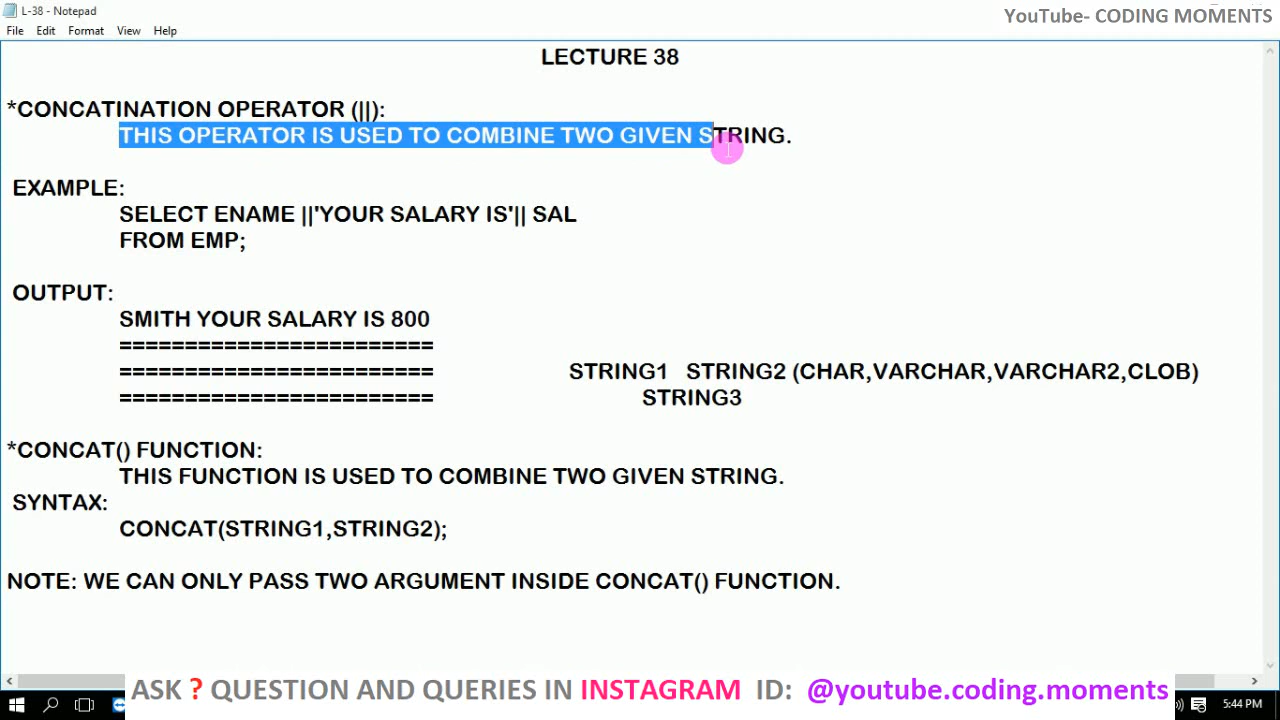 L-38 - Notepad
YouTube- CODING MOMENTS
File Edit Format View Help
LECTURE 38
*CONCATINATION OPERATOR (||):
THIS OPERATOR IS USED TO COMBINE TWO GIVEN STRING.
EXAMPLE:
SELECT ENAME ||'YOUR SALARY IS'|| SAL
FROM EMP;
OUTPUT:
SMITH YOUR SALARY IS 800
========================
======================== STRING1 STRING2 (CHAR,VARCHAR,VARCHAR2,CLOB)
======================== STRING3
*CONCAT() FUNCTION:
THIS FUNCTION IS USED TO COMBINE TWO GIVEN STRING.
SYNTAX:
CONCAT(STRING1,STRING2);
NOTE: WE CAN ONLY PASS TWO ARGUMENT INSIDE CONCAT() FUNCTION.
ASK ? QUESTION AND QUERIES IN INSTAGRAM ID: @youtube.coding.moments
5:44 PM